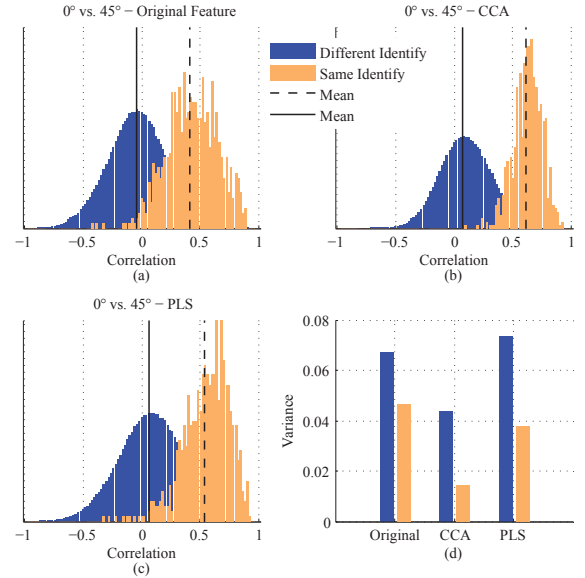 0° vs. 45° − Original Feature
0° vs. 45° − CCA
Different Identify
Same Identify
Mean
Mean
−1 −0.5 0 0.5 1
Correlation
(a)
−1 −0.5 0 0.5 1
Correlation
(b)
0° vs. 45° − PLS
−1 −0.5 0 0.5 1
Correlation
(c)
0.08
0.06
0.04
0.02
0
Variance
Original CCA PLS
(d)